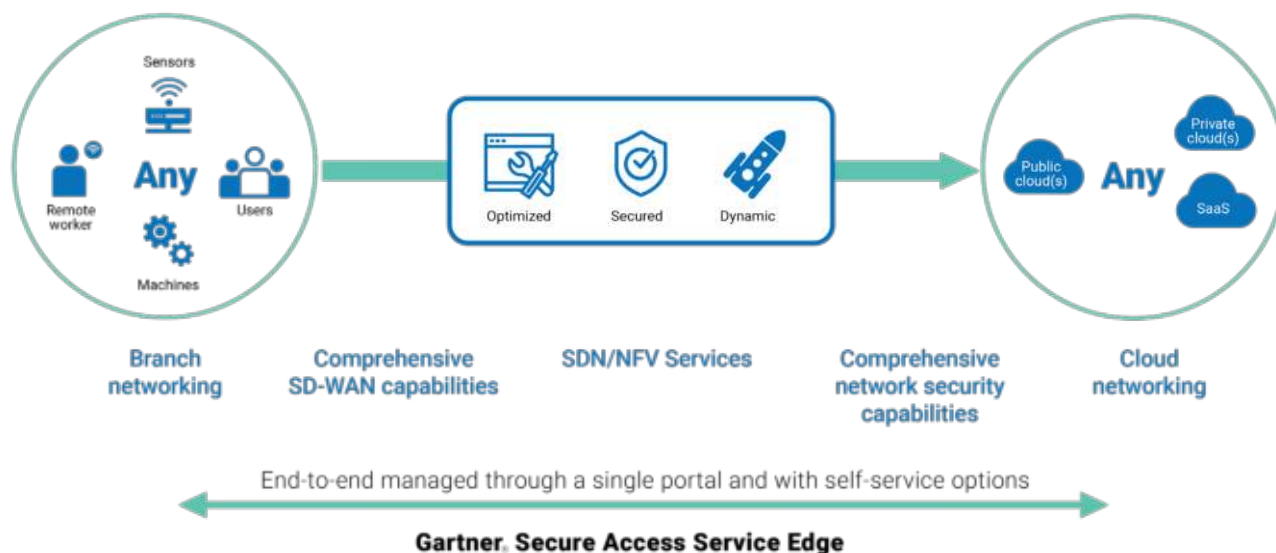 Sensors
Remote
worker
Any
Users
Machines
Optimized
Secured
Dynamic
Public
cloud(s)
Any
Private
cloud(s)
SaaS
Branch
networking
Comprehensive
SD-WAN capabilities
SDN/NFV Services
Comprehensive
network security
capabilities
Cloud
networking
End-to-end managed through a single portal and with self-service options
Gartner® Secure Access Service Edge